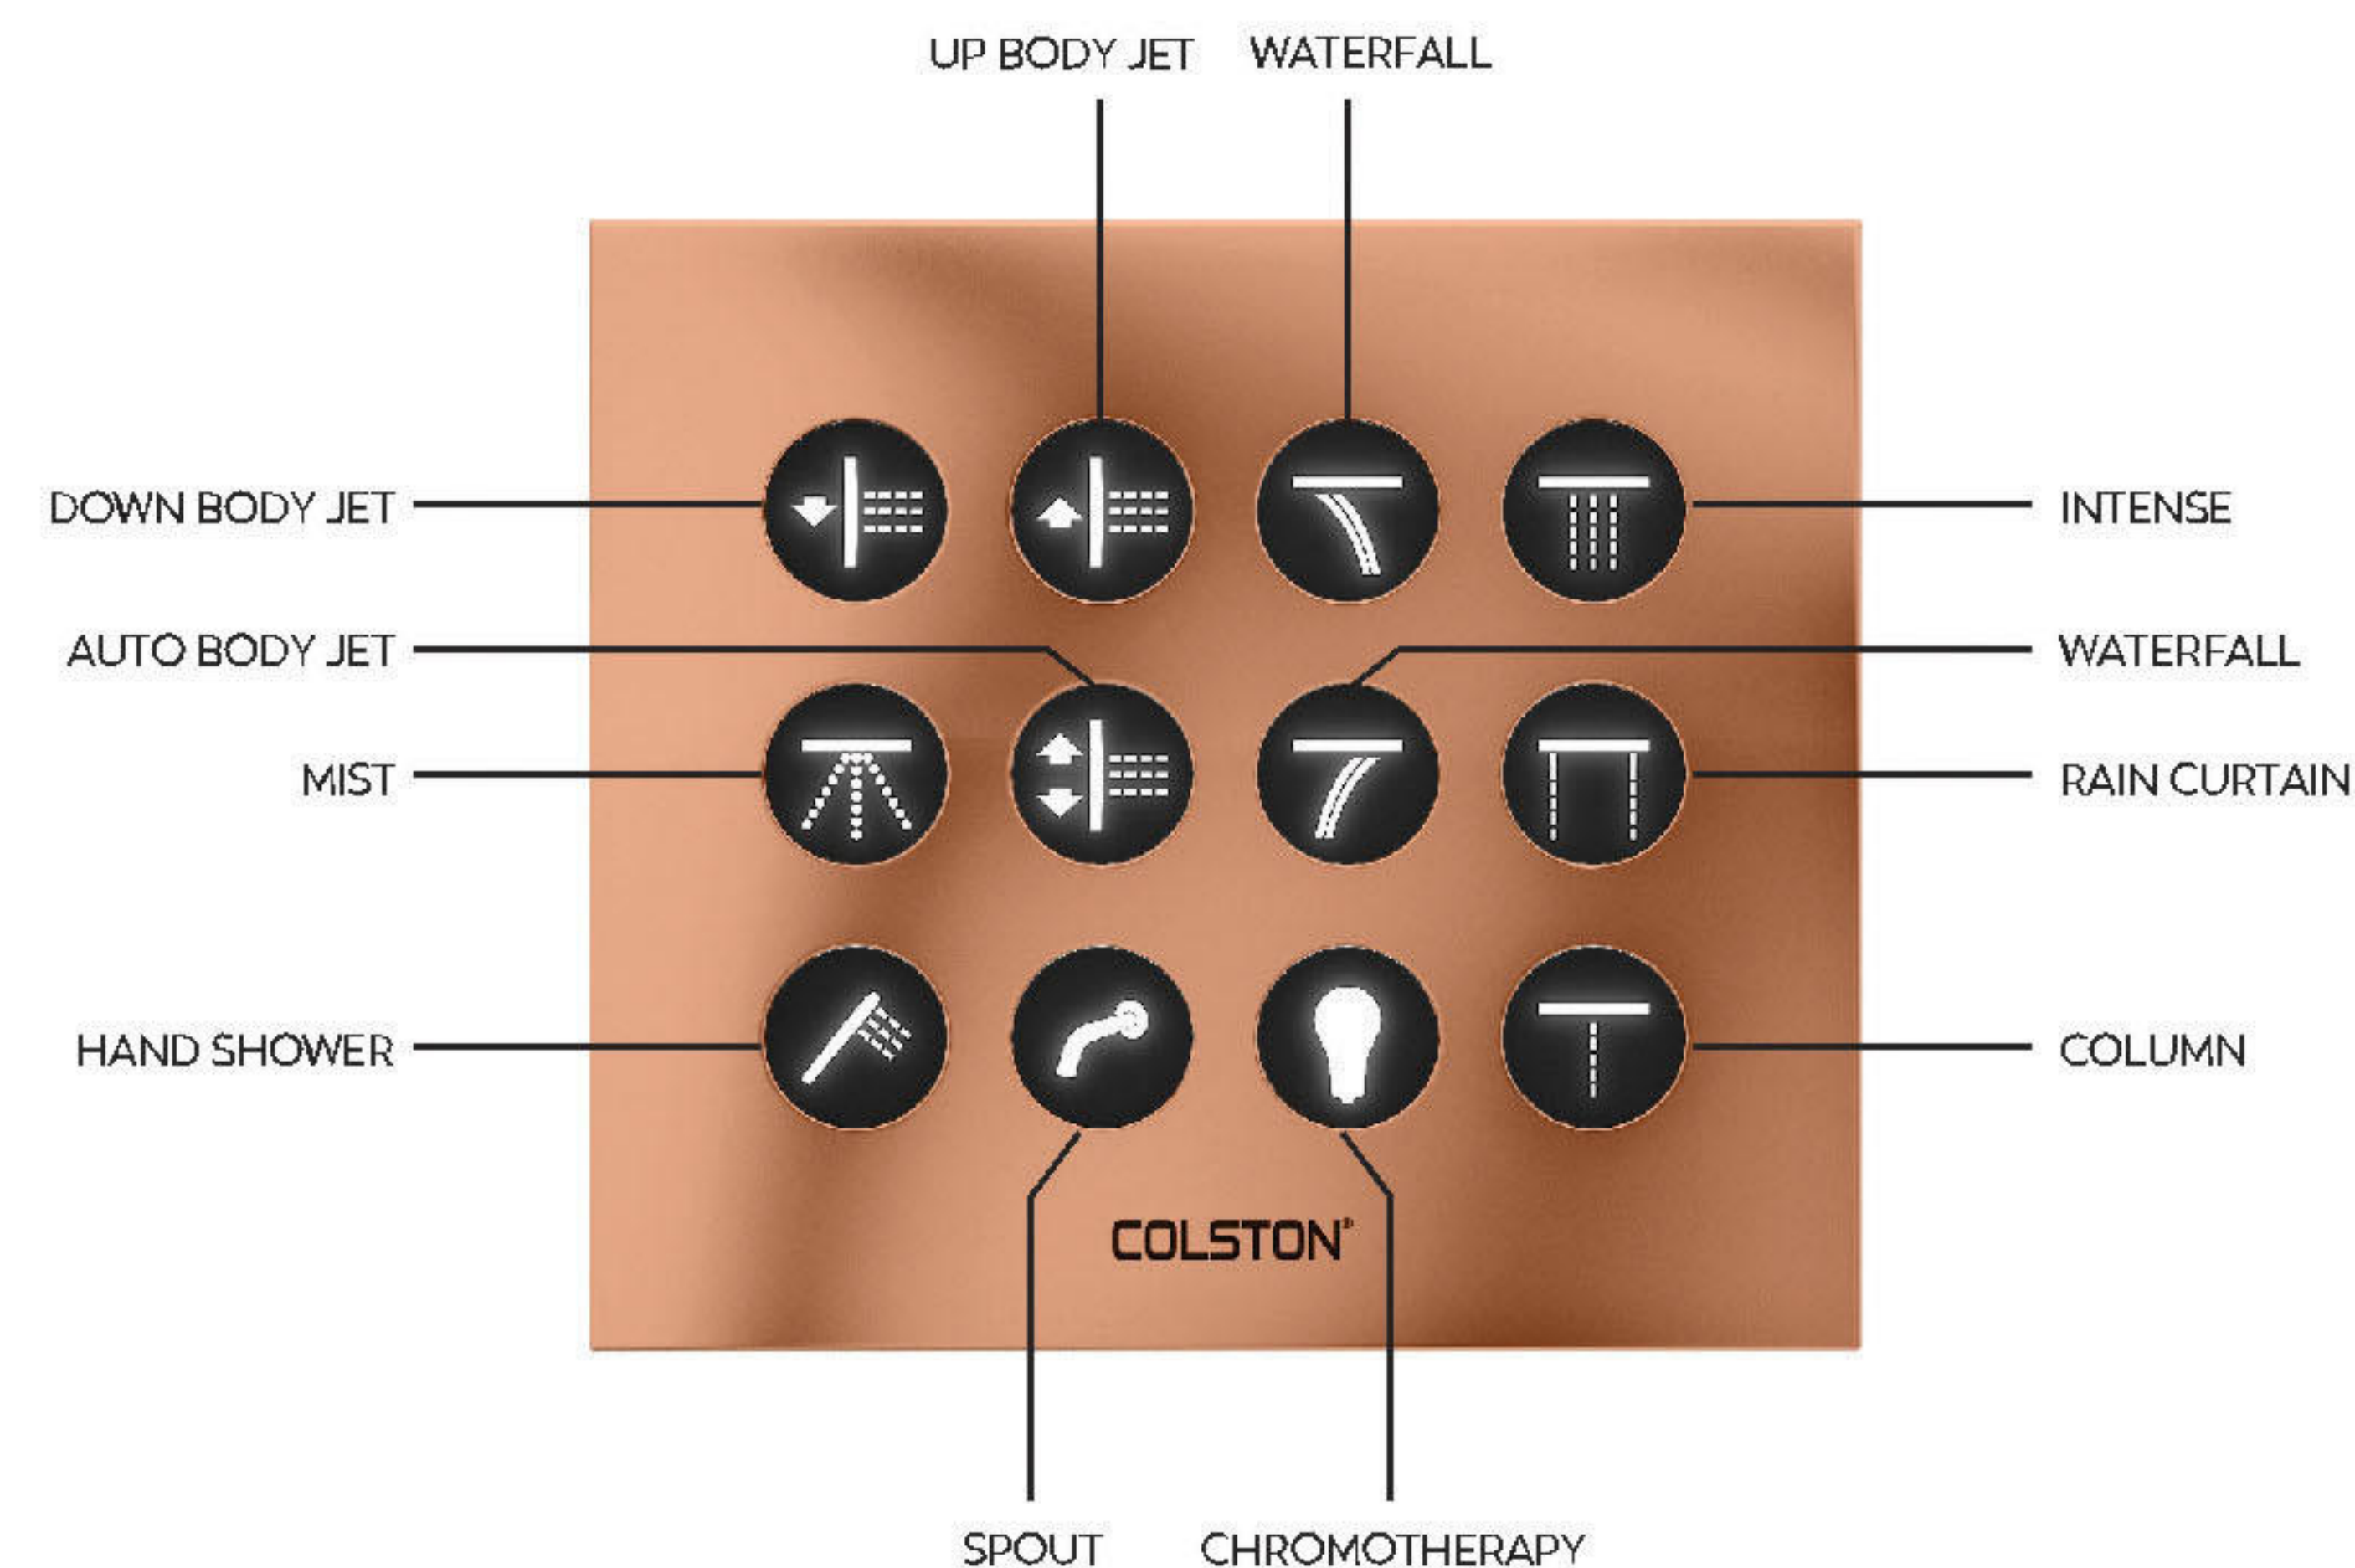 UP BODY JET
WATERFALL
DOWN BODY JET
INTENSE
AUTO BODY JET
WATERFALL
MIST
RAIN CURTAIN
HAND SHOWER
COLUMN
COLSTON®
SPOUT
CHROMOTHERAPY